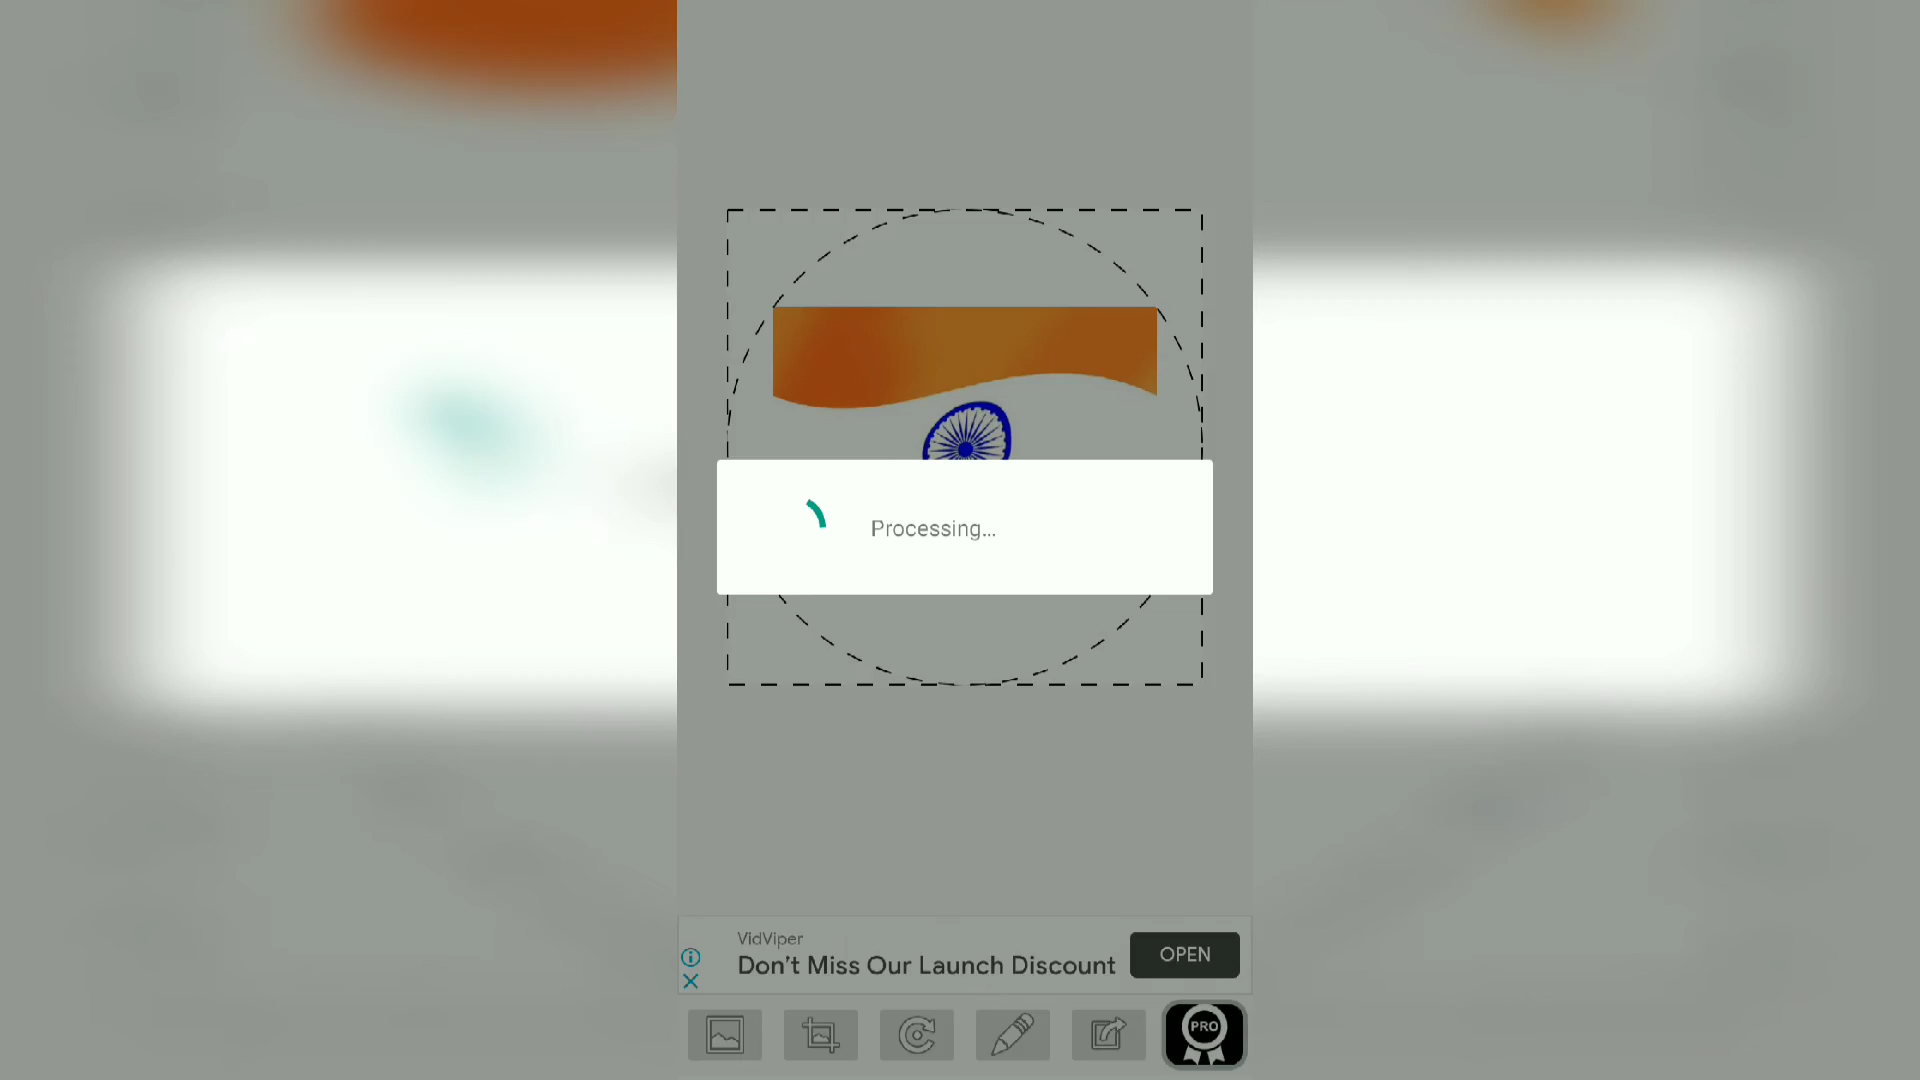 Processing...
VidViper
Don't Miss Our Launch Discount
OPEN
PRO